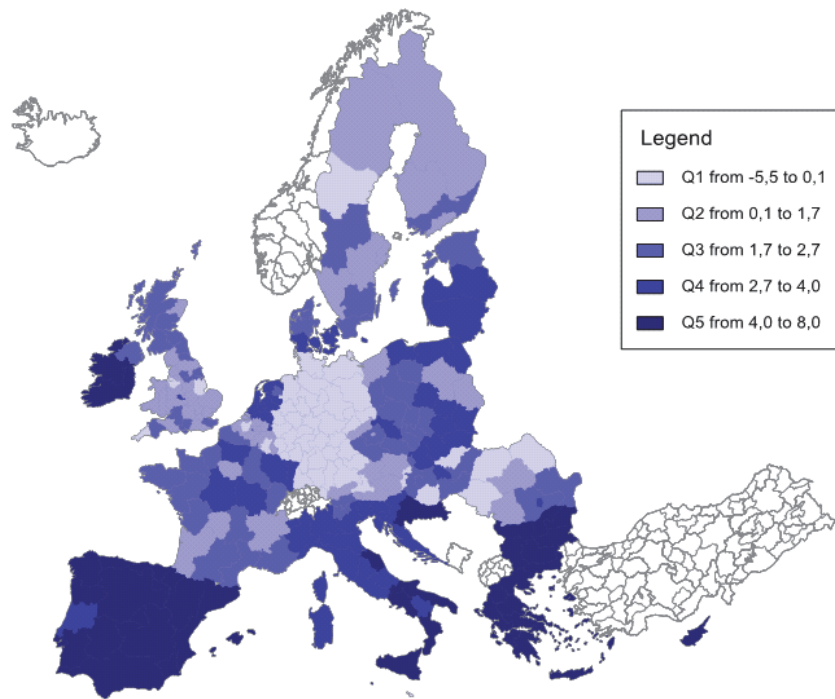 Legend
Q1 from -5,5 to 0,1
Q2 from 0,1 to 1,7
Q3 from 1,7 to 2,7
Q4 from 2,7 to 4,0
Q5 from 4,0 to 8,0